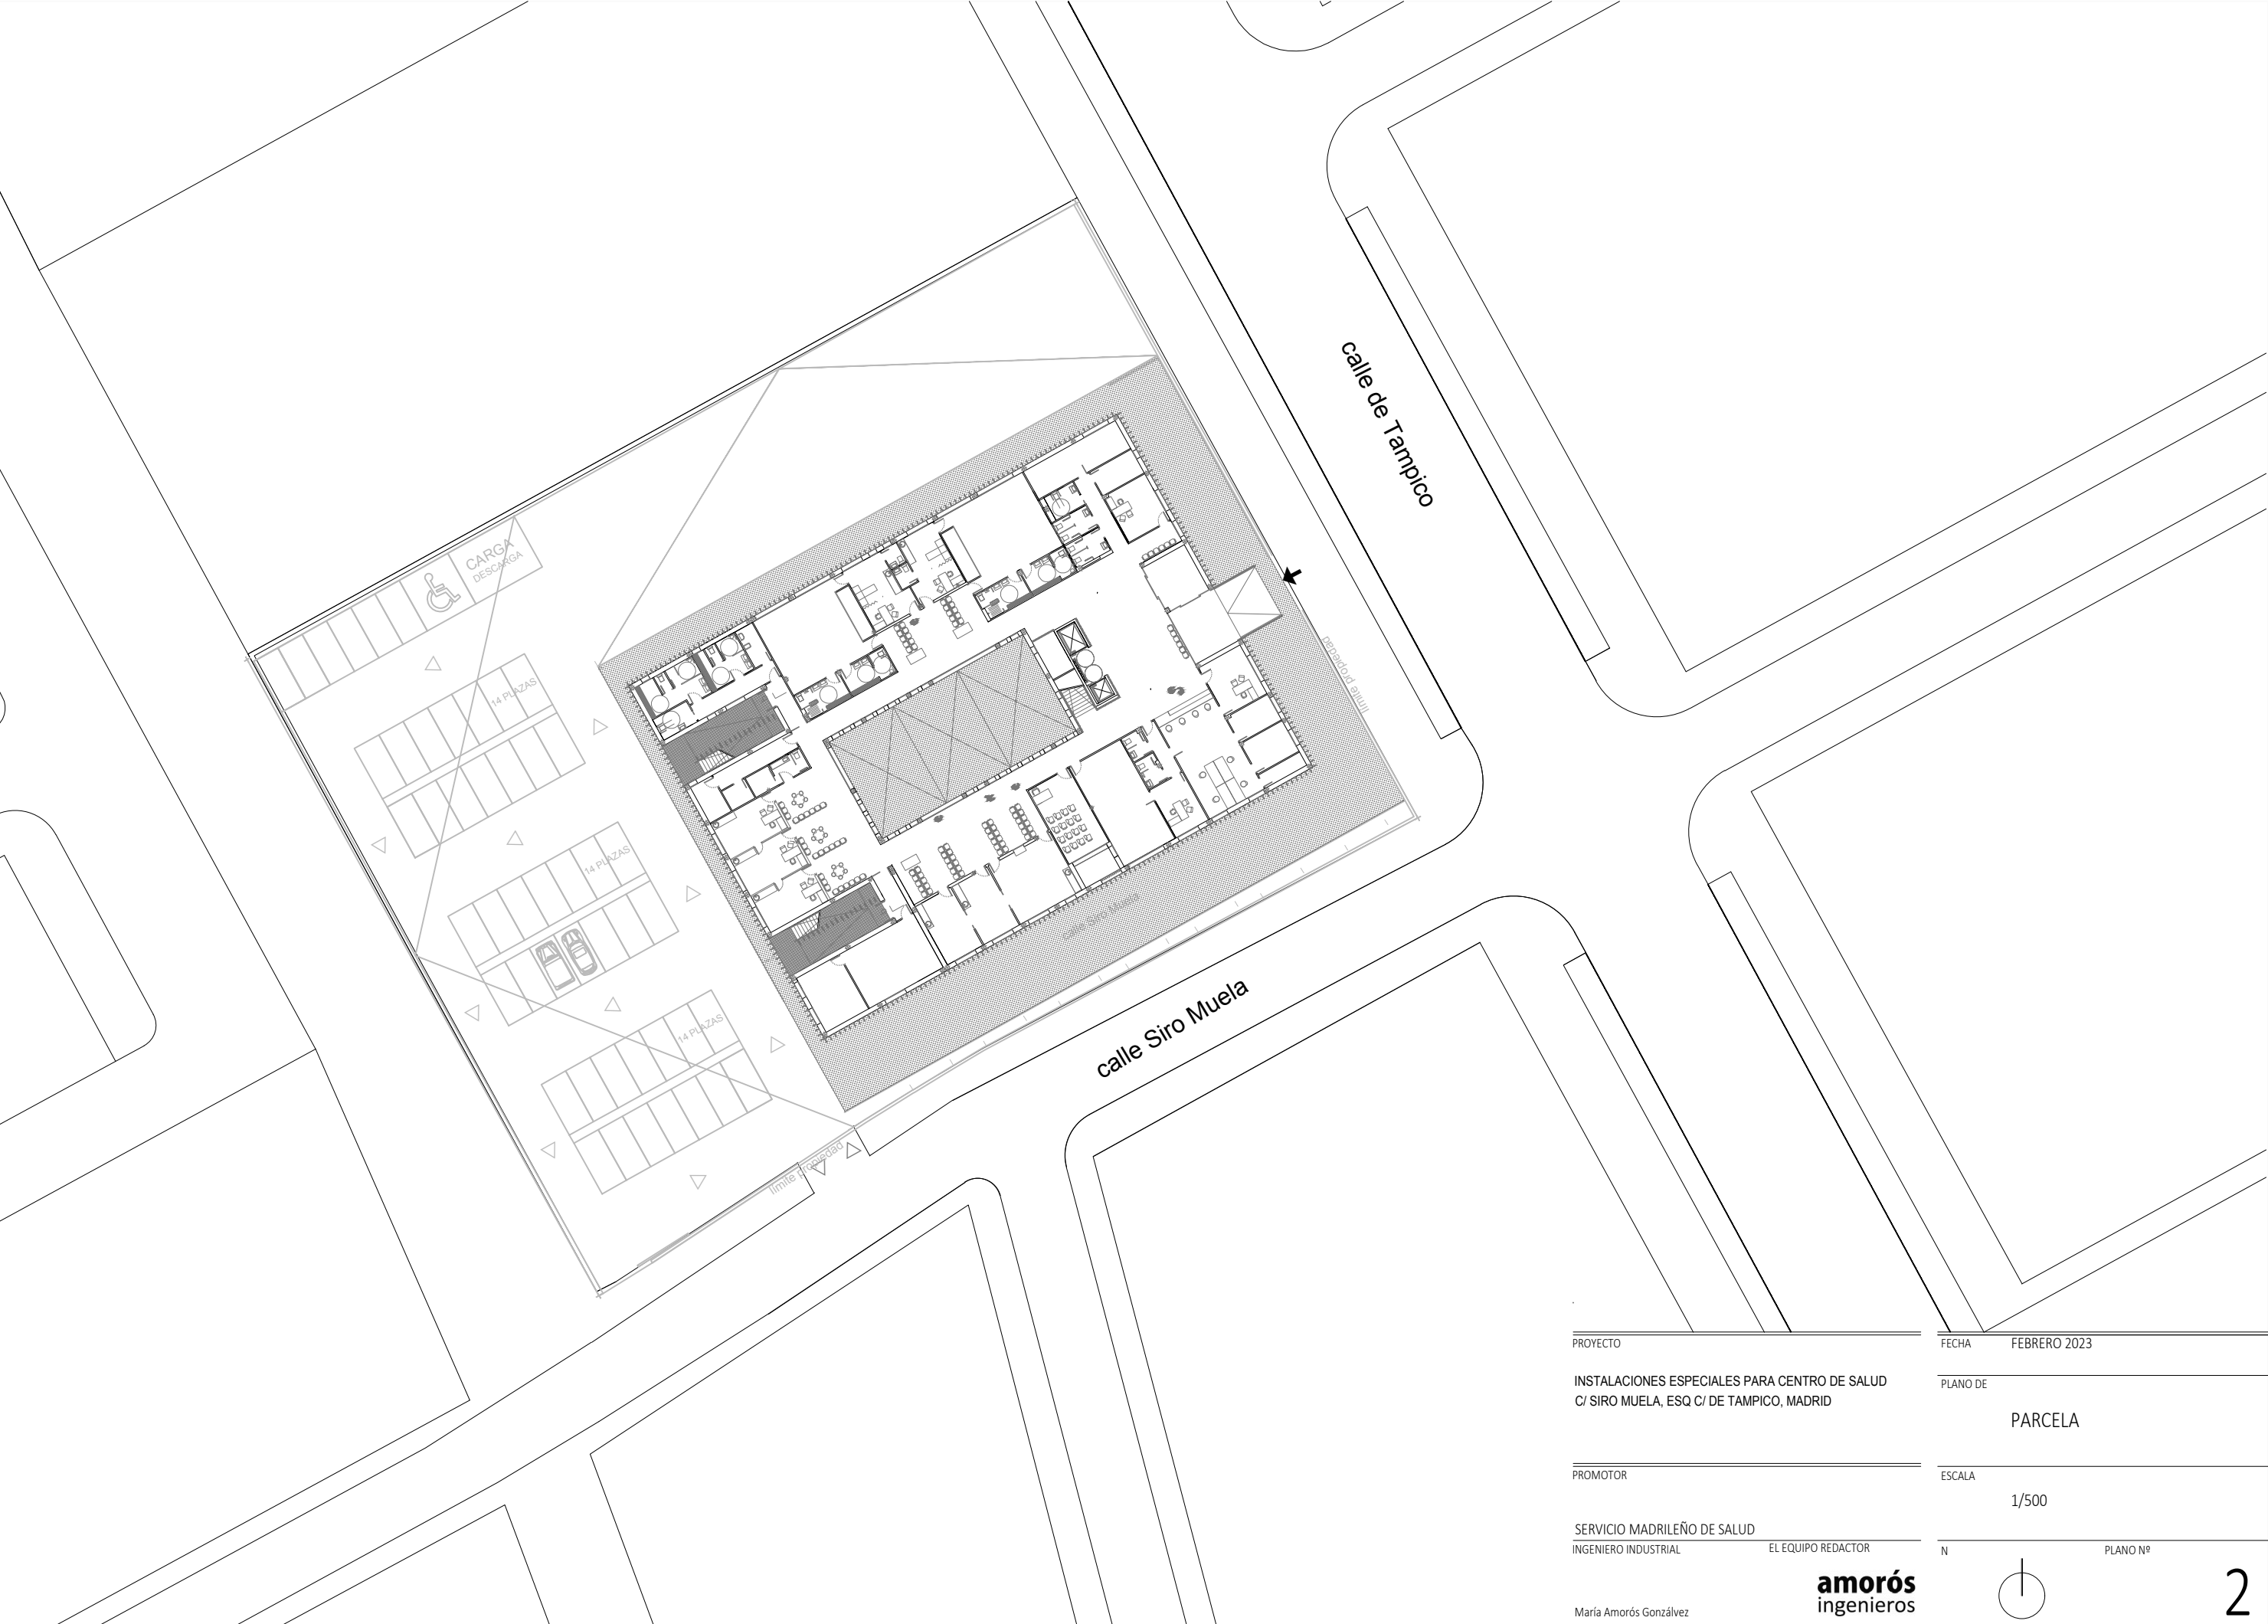 calle de Tampico
CARGA
DESCARGA
14 PLAZAS
límite propiedad
14 PLAZAS
calle Siro Muela
calle Siro Muela
14 PLAZAS
límite propiedad
PROYECTO
INSTALACIONES ESPECIALES PARA CENTRO DE SALUD
C/ SIRO MUELA, ESQ C/ DE TAMPICO, MADRID
PROMOTOR
SERVICIO MADRILEÑO DE SALUD
INGENIERO INDUSTRIAL
EL EQUIPO REDACTOR
amorós
ingenieros
María Amorós Gonzálvez
FECHA FEBRERO 2023
PLANO DE
PARCELA
ESCALA
1/500
N
PLANO Nº
2